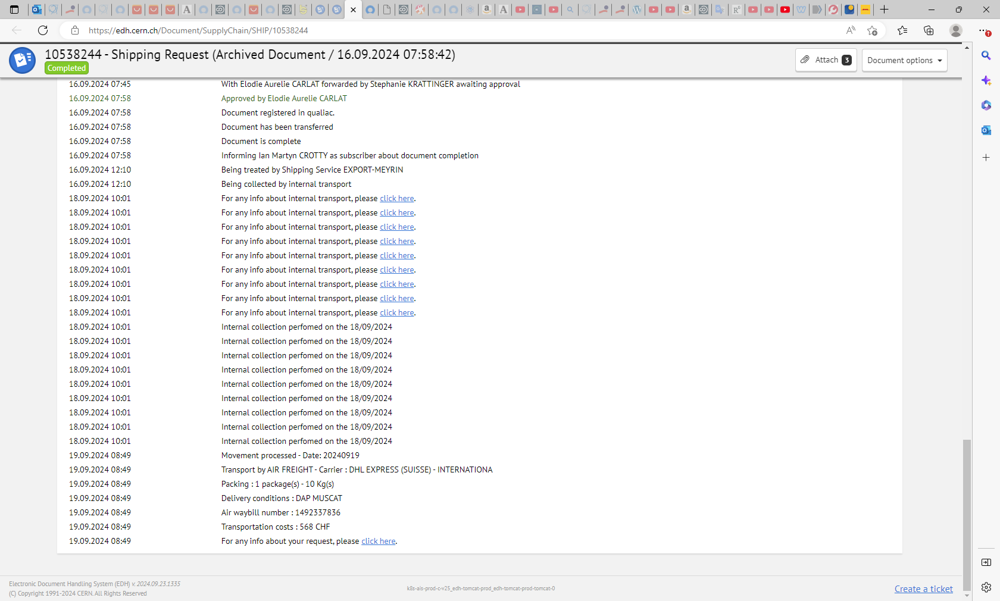 https://edh.cern.ch/Document/SupplyChain/SHIP/10538244
10538244 - Shipping Request (Archived Document / 16.09.2024 07:58:42)
Completed
Attach 3
Document options
16.09.2024 07:45 With Elodie Aurelie CARLAT forwarded by Stephanie KRATTINGER awaiting approval
16.09.2024 07:58 Approved by Elodie Aurelie CARLAT
16.09.2024 07:58 Document registered in qualiac.
16.09.2024 07:58 Document has been transferred
16.09.2024 07:58 Document is complete
16.09.2024 07:58 Informing Ian Martyn CROTTY as subscriber about document completion
16.09.2024 12:10 Being treated by Shipping Service EXPORT-MEYRIN
16.09.2024 12:10 Being collected by internal transport
18.09.2024 10:01 For any info about internal transport, please click here.
18.09.2024 10:01 For any info about internal transport, please click here.
18.09.2024 10:01 For any info about internal transport, please click here.
18.09.2024 10:01 For any info about internal transport, please click here.
18.09.2024 10:01 For any info about internal transport, please click here.
18.09.2024 10:01 For any info about internal transport, please click here.
18.09.2024 10:01 For any info about internal transport, please click here.
18.09.2024 10:01 For any info about internal transport, please click here.
18.09.2024 10:01 For any info about internal transport, please click here.
18.09.2024 10:01 Internal collection perfomed on the 18/09/2024
18.09.2024 10:01 Internal collection perfomed on the 18/09/2024
18.09.2024 10:01 Internal collection perfomed on the 18/09/2024
18.09.2024 10:01 Internal collection perfomed on the 18/09/2024
18.09.2024 10:01 Internal collection perfomed on the 18/09/2024
18.09.2024 10:01 Internal collection perfomed on the 18/09/2024
18.09.2024 10:01 Internal collection perfomed on the 18/09/2024
18.09.2024 10:01 Internal collection perfomed on the 18/09/2024
18.09.2024 10:01 Internal collection perfomed on the 18/09/2024
19.09.2024 08:49 Movement processed - Date: 20240919
19.09.2024 08:49 Transport by AIR FREIGHT - Carrier : DHL EXPRESS (SUISSE) - INTERNATIONA
19.09.2024 08:49 Packing : 1 package(s) - 10 Kg(s)
19.09.2024 08:49 Delivery conditions : DAP MUSCAT
19.09.2024 08:49 Air waybill number : 1492337836
19.09.2024 08:49 Transportation costs : 568 CHF
19.09.2024 08:49 For any info about your request, please click here.
Electronic Document Handling System (EDH) v. 2024.09.23.1335
(C) Copyright 1991-2024 CERN. All Rights Reserved
k8s-ais-prod-c-v25_edh-tomcat-prod_edh-tomcat-prod-tomcat-0
Create a ticket